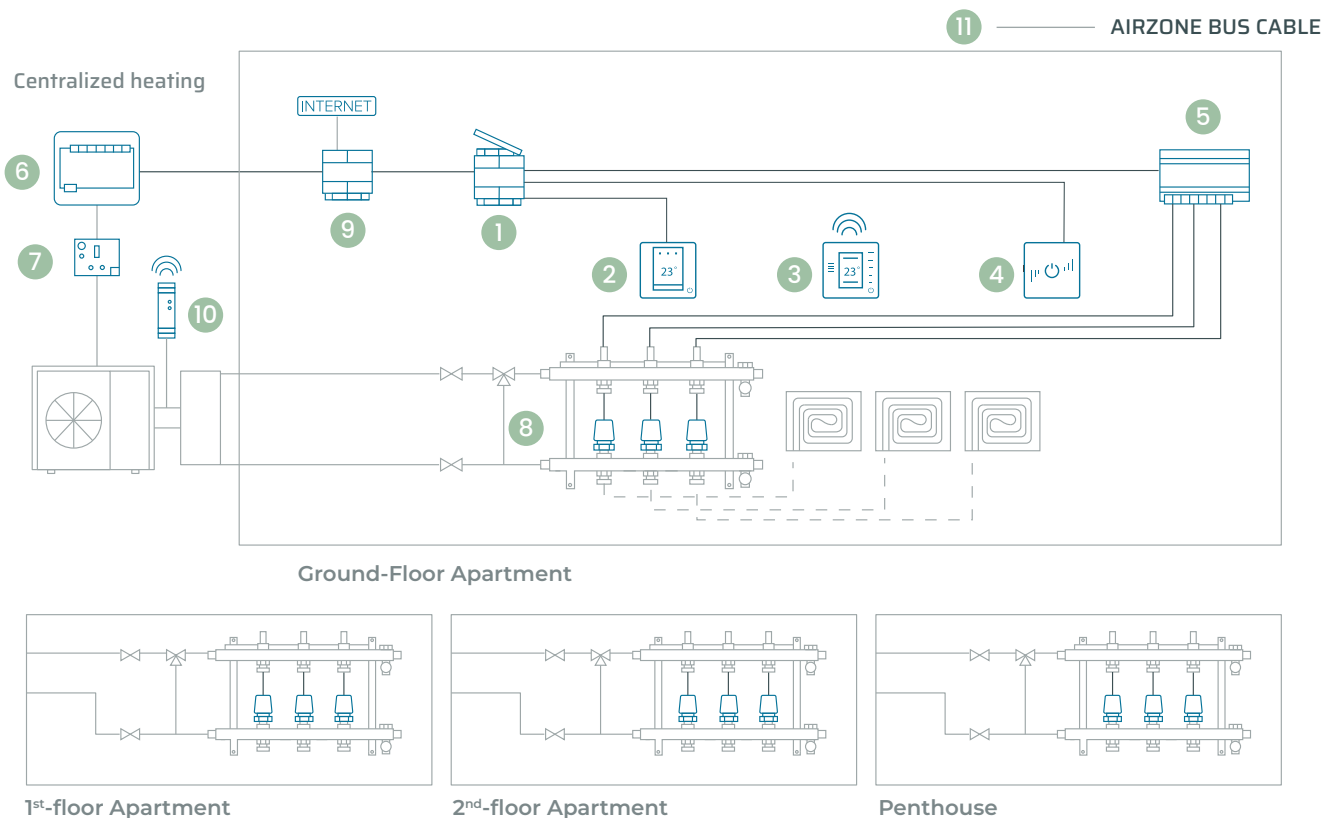 11 AIRZONE BUS CABLE
Centralized heating
INTERNET
5
6
9
1
7
2
23°
3
23°
4
10
8
Ground-Floor Apartment
1st-floor Apartment
2nd-floor Apartment
Penthouse